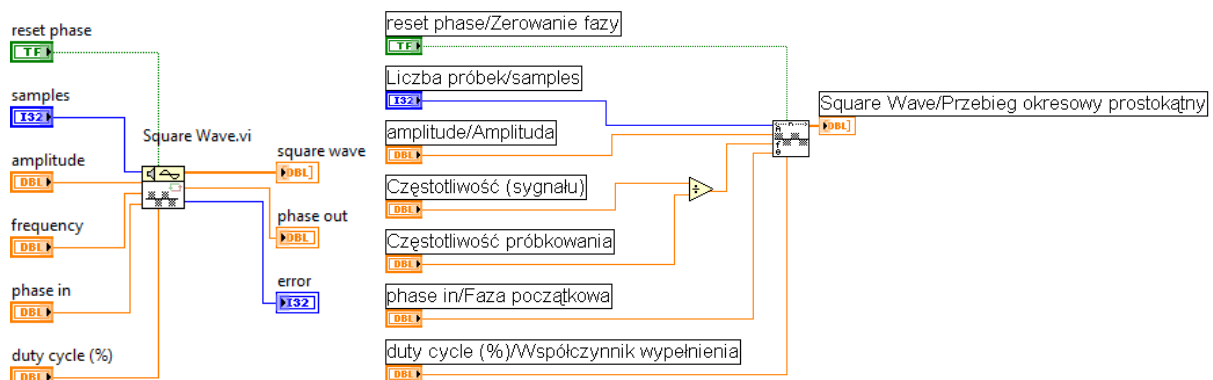 reset phase
TF
samples
I32
Square Wave.vi
amplitude
DBL
square wave
DBL]
frequency
DBL
phase out
DBL
phase in
DBL
error
I32
duty cycle (%)
DBL
reset phase/Zerowanie fazy
TF
Liczba próbek/samples
I32
Square Wave/Przebieg okresowy prostokątny
DBL]
amplitude/Amplituda
DBL
Częstotliwość (sygnału)
DBL
Częstotliwość próbkowania
DBL
phase in/Faza początkowa
DBL
duty cycle (%)/Współczynnik wypełnienia
DBL